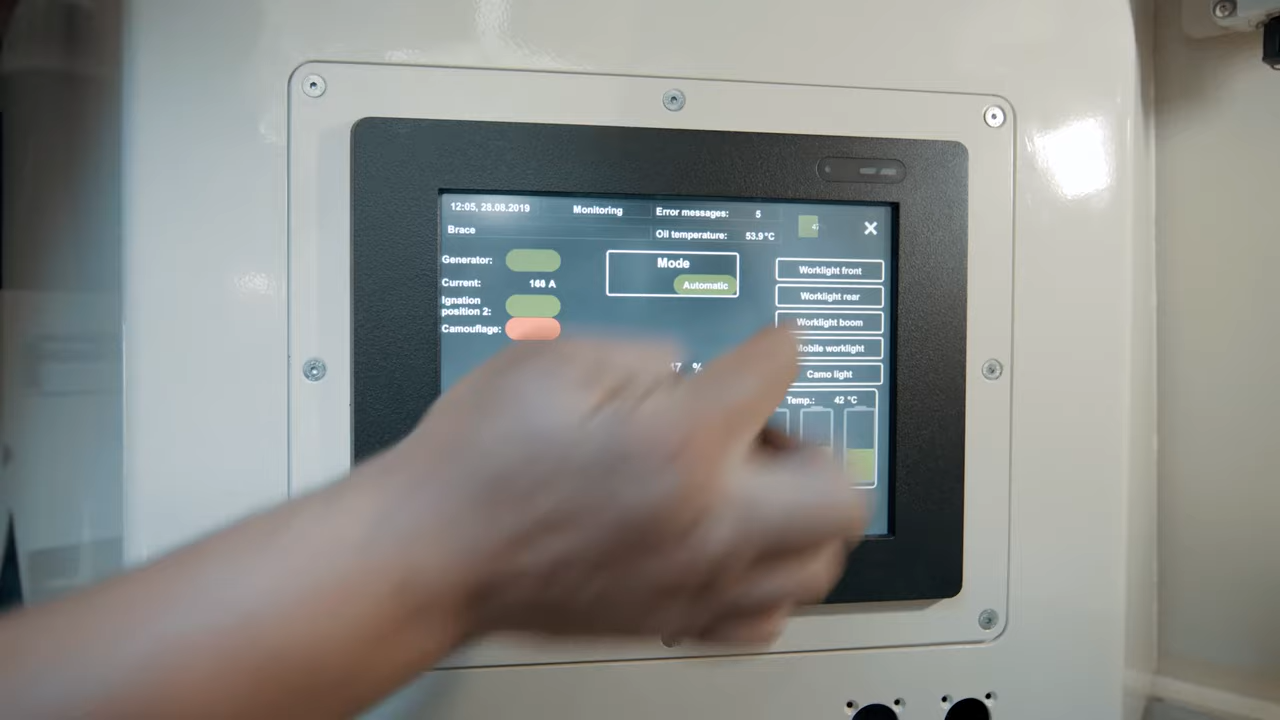 12:05, 28.08.2019 Monitoring Error messages: 5
Brace Oil temperature: 53.9 °C
Generator:
Current: 168 A
Ignation
position 2:
Camouflage:
Mode
Automatic
Worklight front
Worklight rear
Worklight boom
Mobile worklight
Camo light
%
Temp.: 42 °C